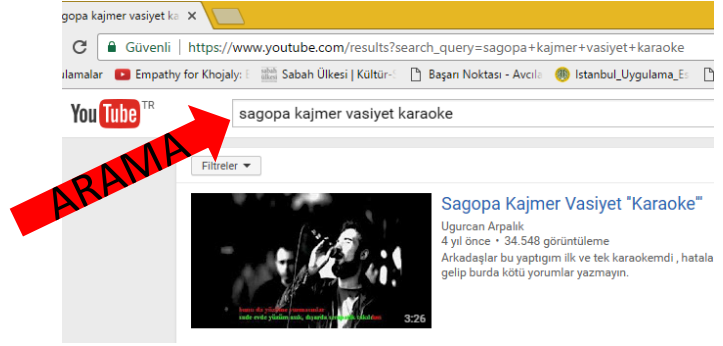 gopa kajmer vasiyet ka
Güvenli | https://www.youtube.com/results?search_query=sagopa+kajmer+vasiyet+karaoke
ulamalar Empathy for Khojaly: E Sabah Ülkesi | Kültür- Başarı Noktası - Avcıla Istanbul_Uygulama_Es
YouTube TR
sagopa kajmer vasiyet karaoke
ARAMA
Filtreler
Sagopa Kajmer Vasiyet "Karaoke"'
Ugurcan Arpalık
4 yıl önce • 34.548 görüntüleme
Arkadaşlar bu yaptıgım ilk ve tek karaokemdi , hatala
gelip burda kötü yorumlar yazmayın.
3:26